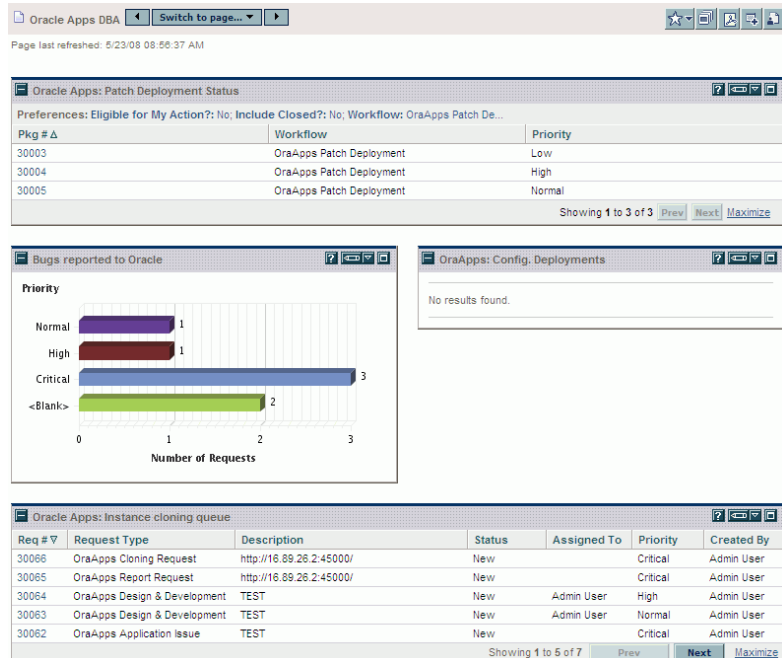 Oracle Apps DBA Switch to page...
Page last refreshed: 5/23/08 08:56:37 AM
Oracle Apps: Patch Deployment Status ?
Preferences: Eligible for My Action?: No; Include Closed?: No; Workflow: OraApps Patch De...
Pkg # Workflow Priority
30003 OraApps Patch Deployment Low
30004 OraApps Patch Deployment High
30005 OraApps Patch Deployment Normal
Showing 1 to 3 of 3 Prev Next Maximize
Bugs reported to Oracle ?
Priority
Normal 1
High 1
Critical 3
<Blank> 2
0 1 2 3
Number of Requests
OraApps: Config. Deployments ?
No results found.
Oracle Apps: Instance cloning queue ?
Req # Request Type Description Status Assigned To Priority Created By
30066 OraApps Cloning Request http://16.89.26.2:45000/ New Critical Admin User
30065 OraApps Report Request http://16.89.26.2:45000/ New Critical Admin User
30064 OraApps Design & Development TEST New Admin User High Admin User
30063 OraApps Design & Development TEST New Admin User Normal Admin User
30062 OraApps Application Issue TEST New Critical Admin User
Showing 1 to 5 of 7 Prev Next Maximize